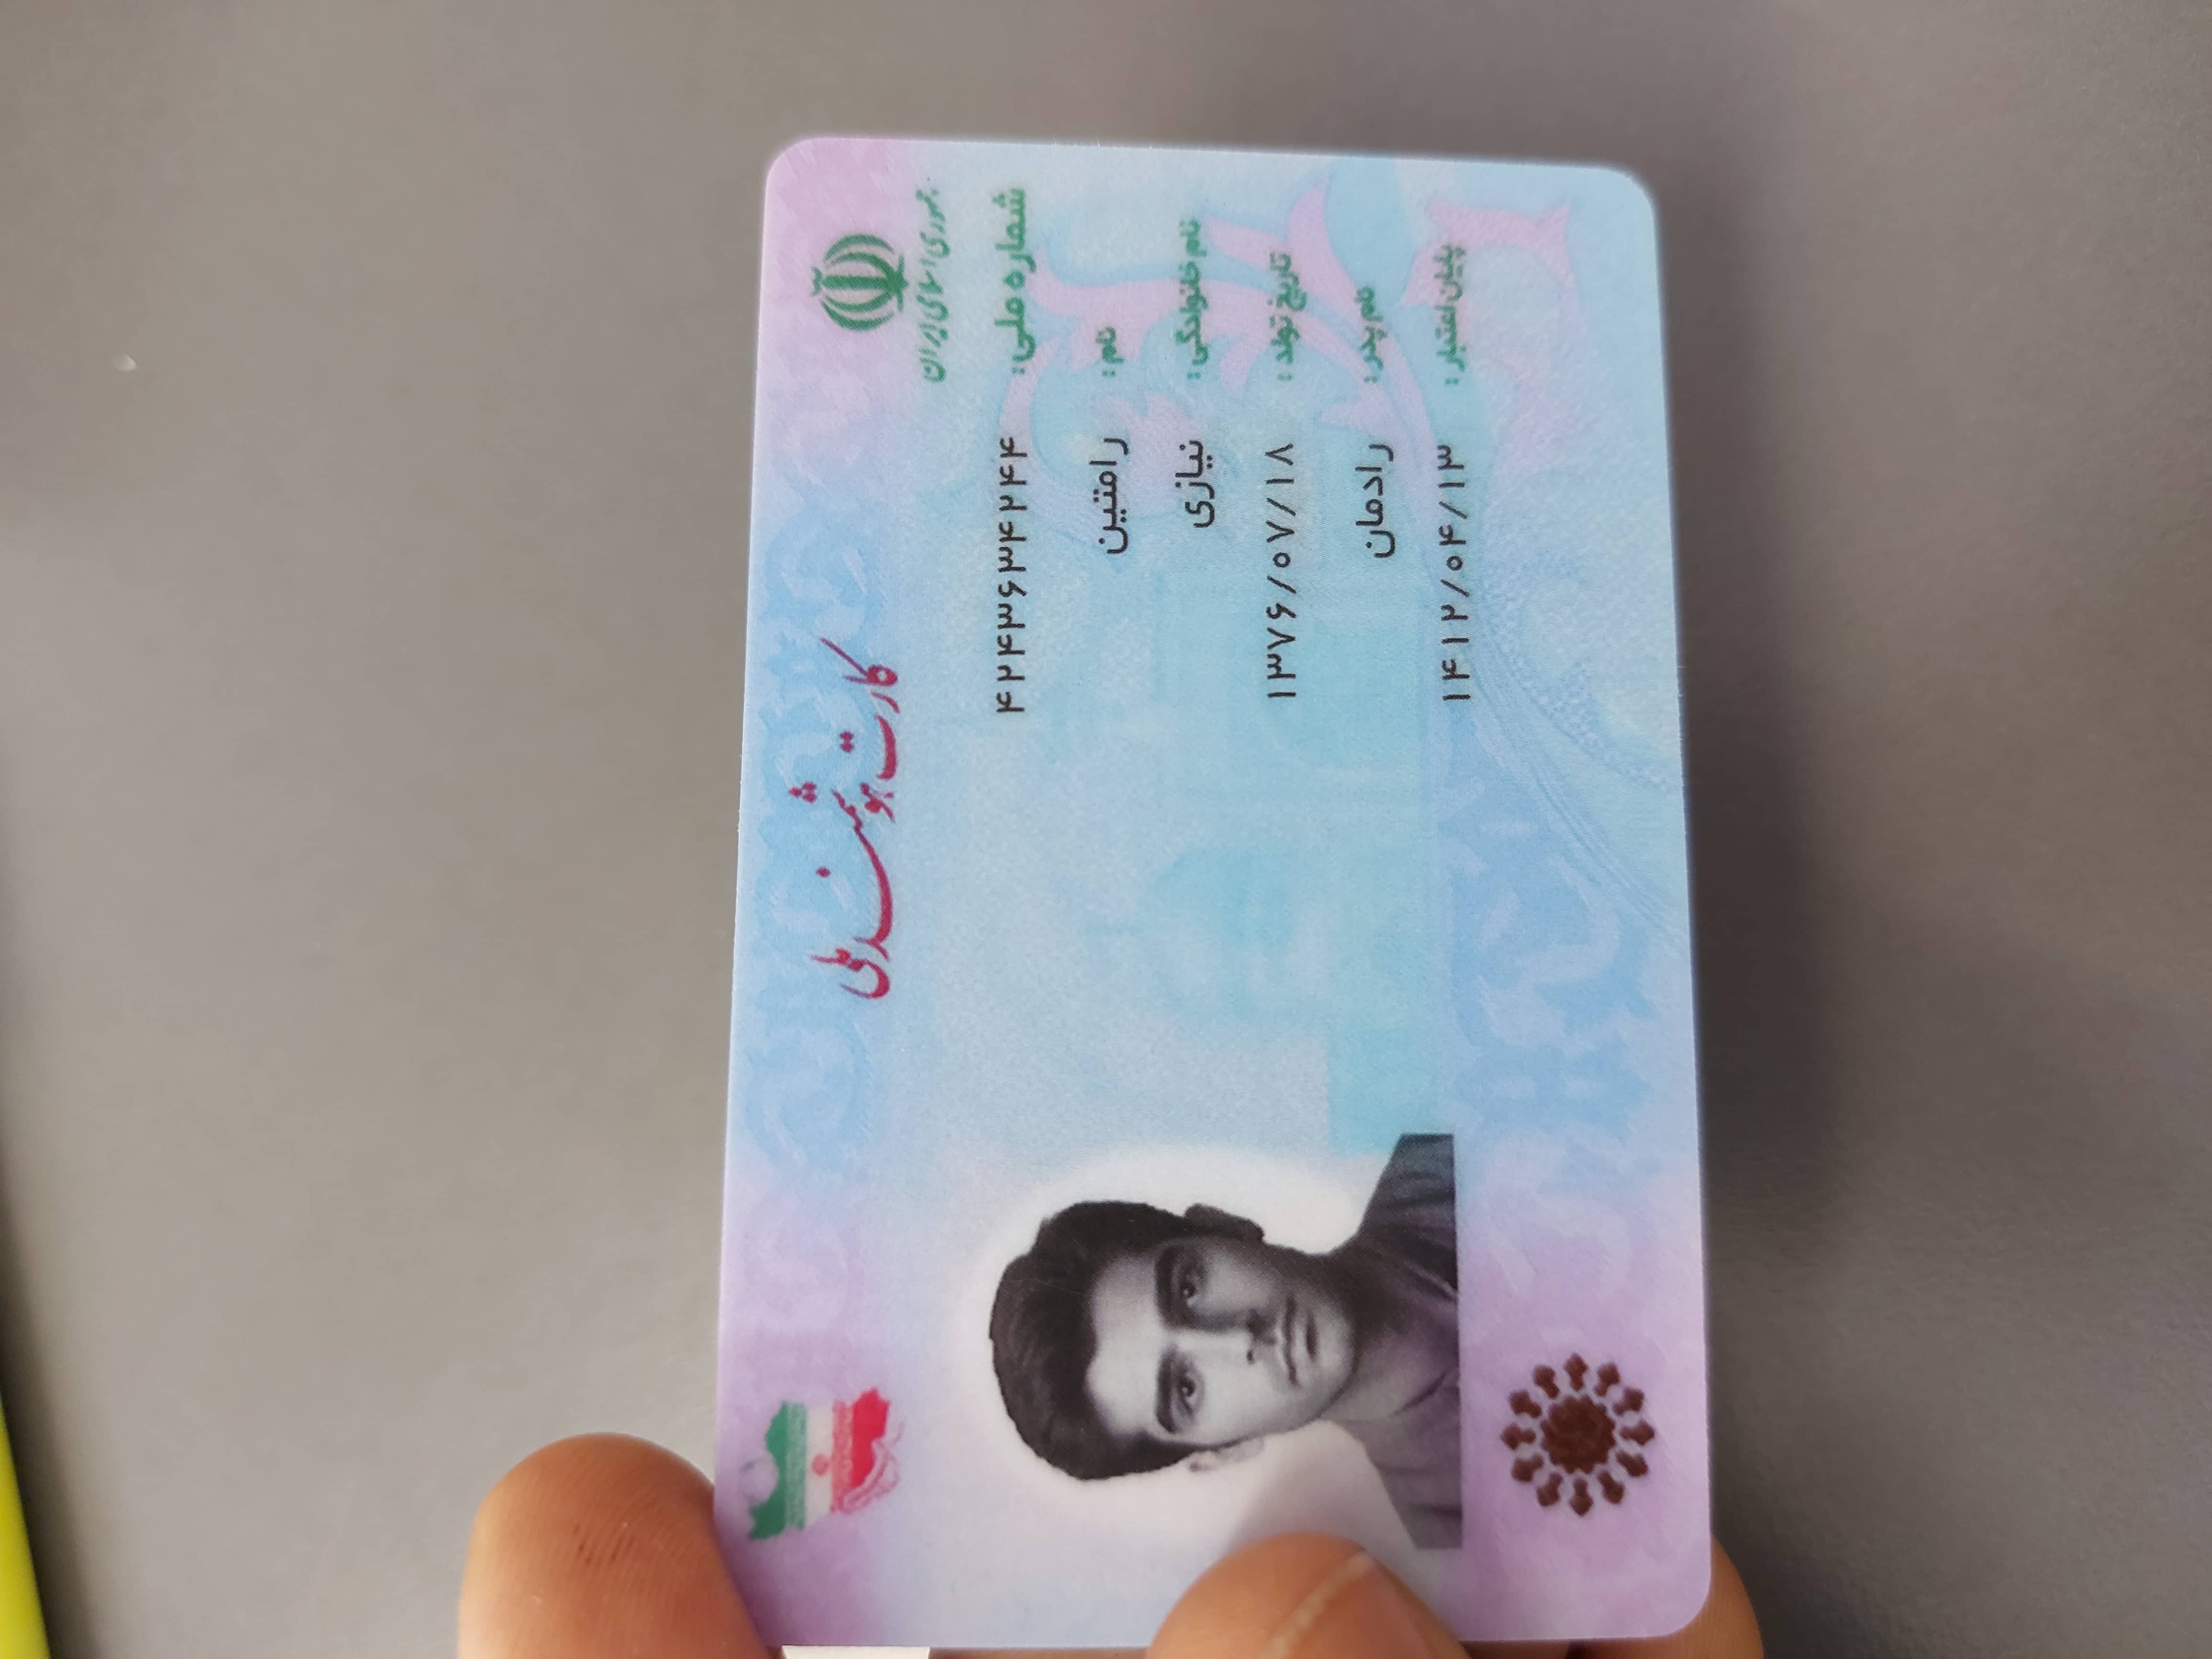 جمهوری اسلامی ایران
کارت هوشمند ملی
شماره ملی: ۴۲۴۳۶۳۴۲۴۴
نام: رامتین
نام خانوادگی: نیازی
تاریخ تولد: ۱۳۷۶/۰۷/۱۸
نام پدر: رادمان
پایان اعتبار: ۱۴۱۲/۰۴/۱۳